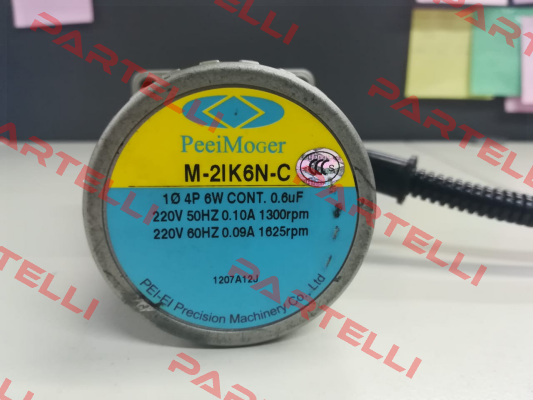 PARTELLI
PARTELLI
PARTELLI
PeeiMoger
M-2IK6N-C
1Ø 4P 6W CONT. 0.6uF
220V 50HZ 0.10A 1300rpm
220V 60HZ 0.09A 1625rpm
1207A12J
PEI-EI Precision Machinery Co., Ltd
PARTELLI
PARTELLI
PARTELLI